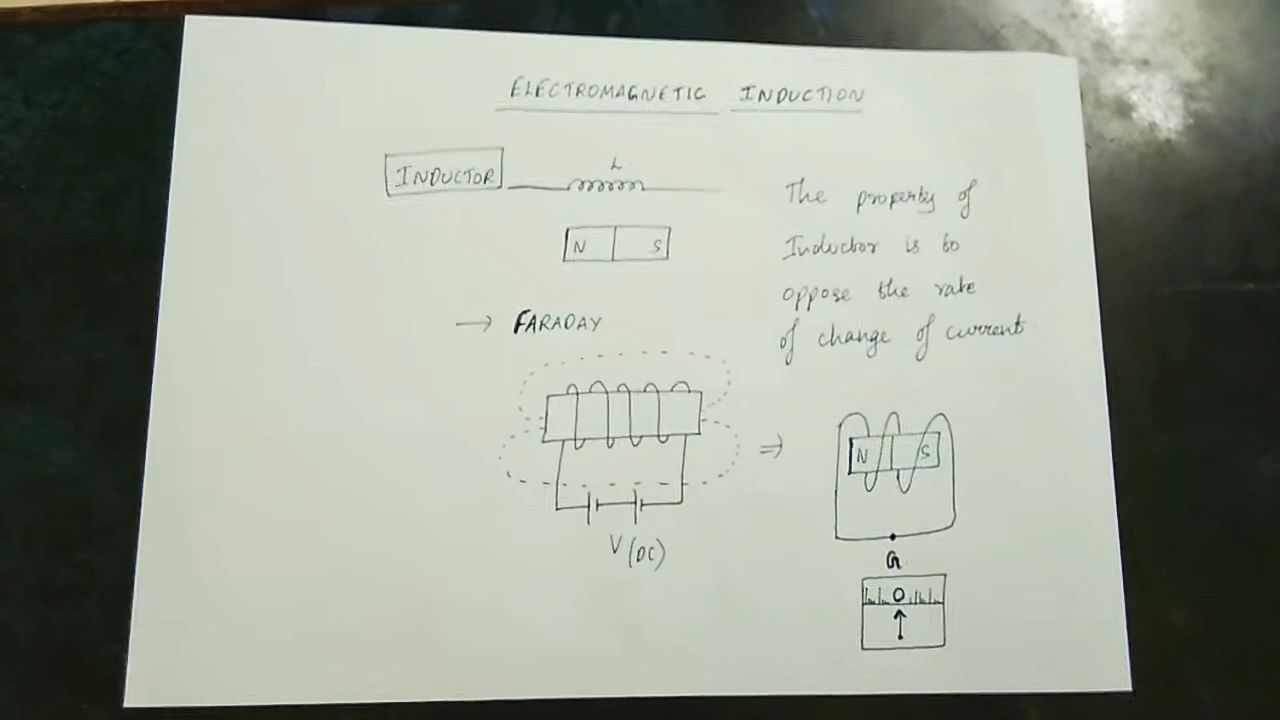 ELECTROMAGNETIC INDUCTION
INDUCTOR
L
N S
The property of
Inductor is to
oppose the rate
of change of current.
→ FARADAY
⇒
N S
V (DC)
G
0